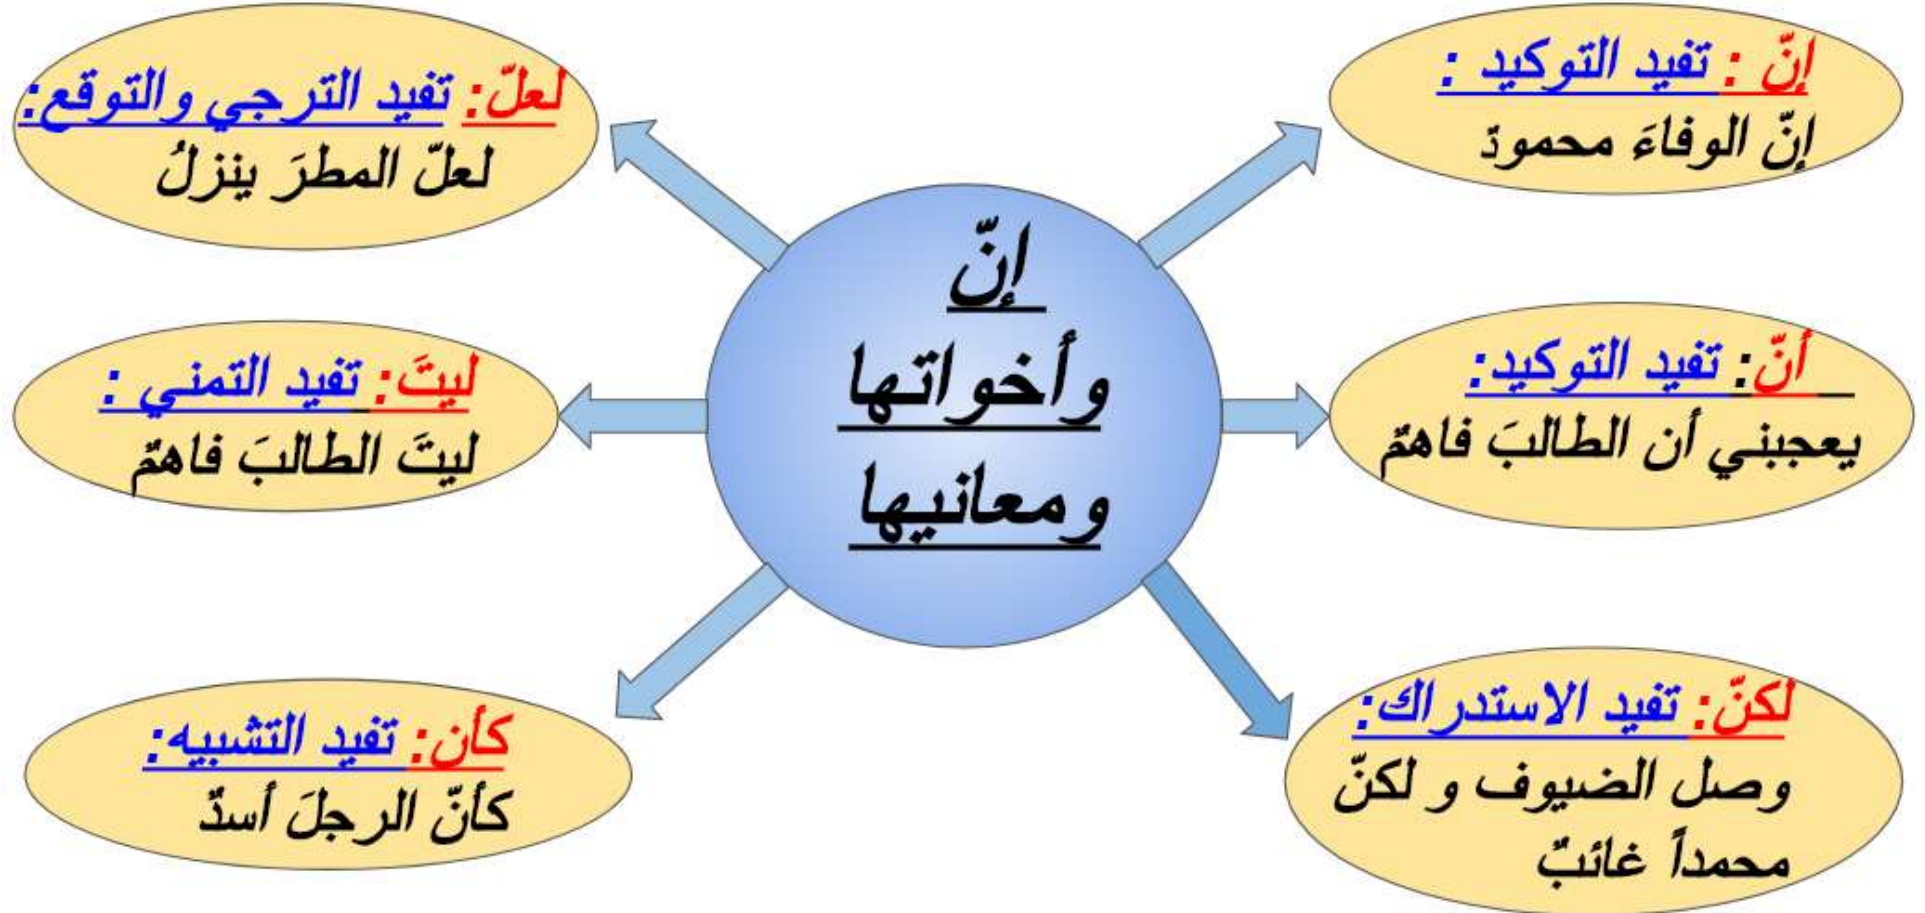 إنّ
وأخواتها
ومعانيها
إنّ : تفيد التوكيد :
إنّ الوفاءَ محمودٌ
أنّ: تفيد التوكيد:
يعجبني أن الطالبَ فاهمٌ
لكنّ: تفيد الاستدراك:
وصل الضيوف و لكنّ
محمداً غائبٌ
لعلّ: تفيد الترجي والتوقع:
لعلّ المطرَ ينزلُ
ليتَ: تفيد التمني :
ليتَ الطالبَ فاهمٌ
كأن: تفيد التشبيه:
كأنّ الرجلَ أسدٌ